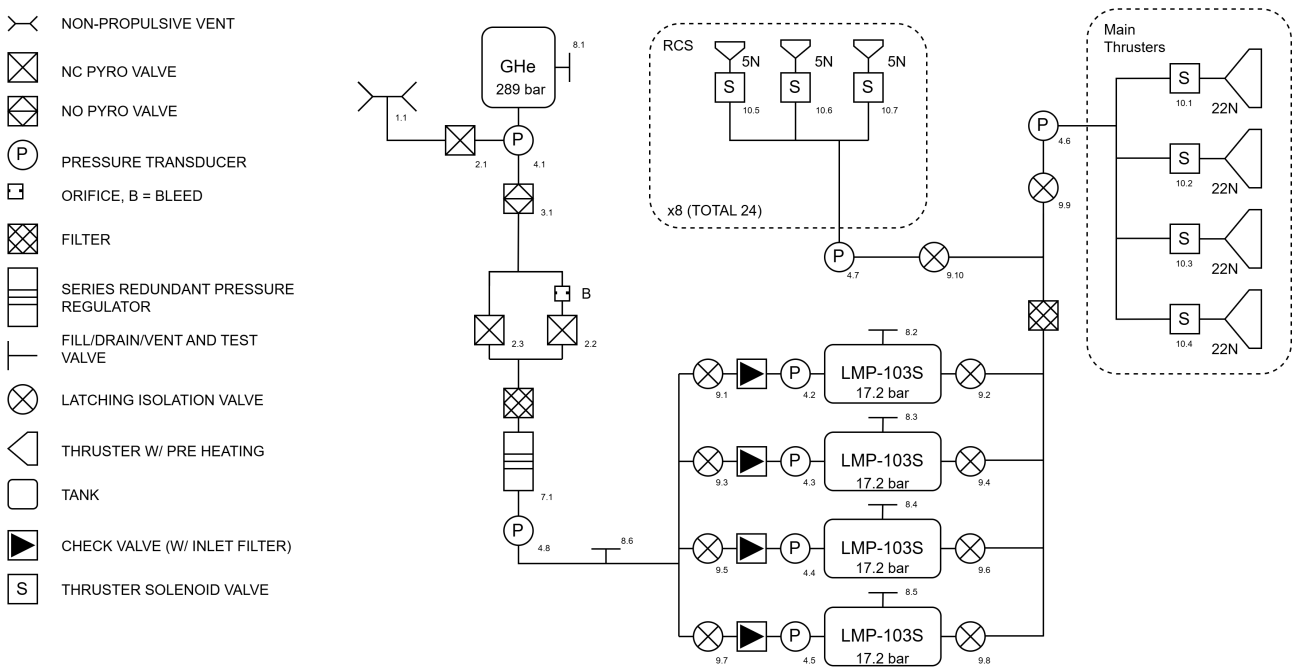 NON-PROPULSIVE VENT
NC PYRO VALVE
NO PYRO VALVE
P
PRESSURE TRANSDUCER
ORIFICE, B = BLEED
FILTER
SERIES REDUNDANT PRESSURE
REGULATOR
FILL/DRAIN/VENT AND TEST
VALVE
LATCHING ISOLATION VALVE
THRUSTER W/ PRE HEATING
TANK
CHECK VALVE (W/ INLET FILTER)
S
THRUSTER SOLENOID VALVE
GHe
289 bar
8.1
1.1
2.1
P
4.1
3.1
B
2.3
2.2
7.1
P
4.8
8.6
RCS
5N
5N
5N
S
S
S
10.5
10.6
10.7
x8 (TOTAL 24)
P
4.7
9.10
P
4.6
9.9
Main
Thrusters
S
10.1
22N
S
10.2
22N
S
10.3
22N
S
10.4
22N
8.2
P
LMP-103S
17.2 bar
9.1
4.2
9.2
8.3
P
LMP-103S
17.2 bar
9.3
4.3
9.4
8.4
P
LMP-103S
17.2 bar
9.5
4.4
9.6
8.5
P
LMP-103S
17.2 bar
9.7
4.5
9.8